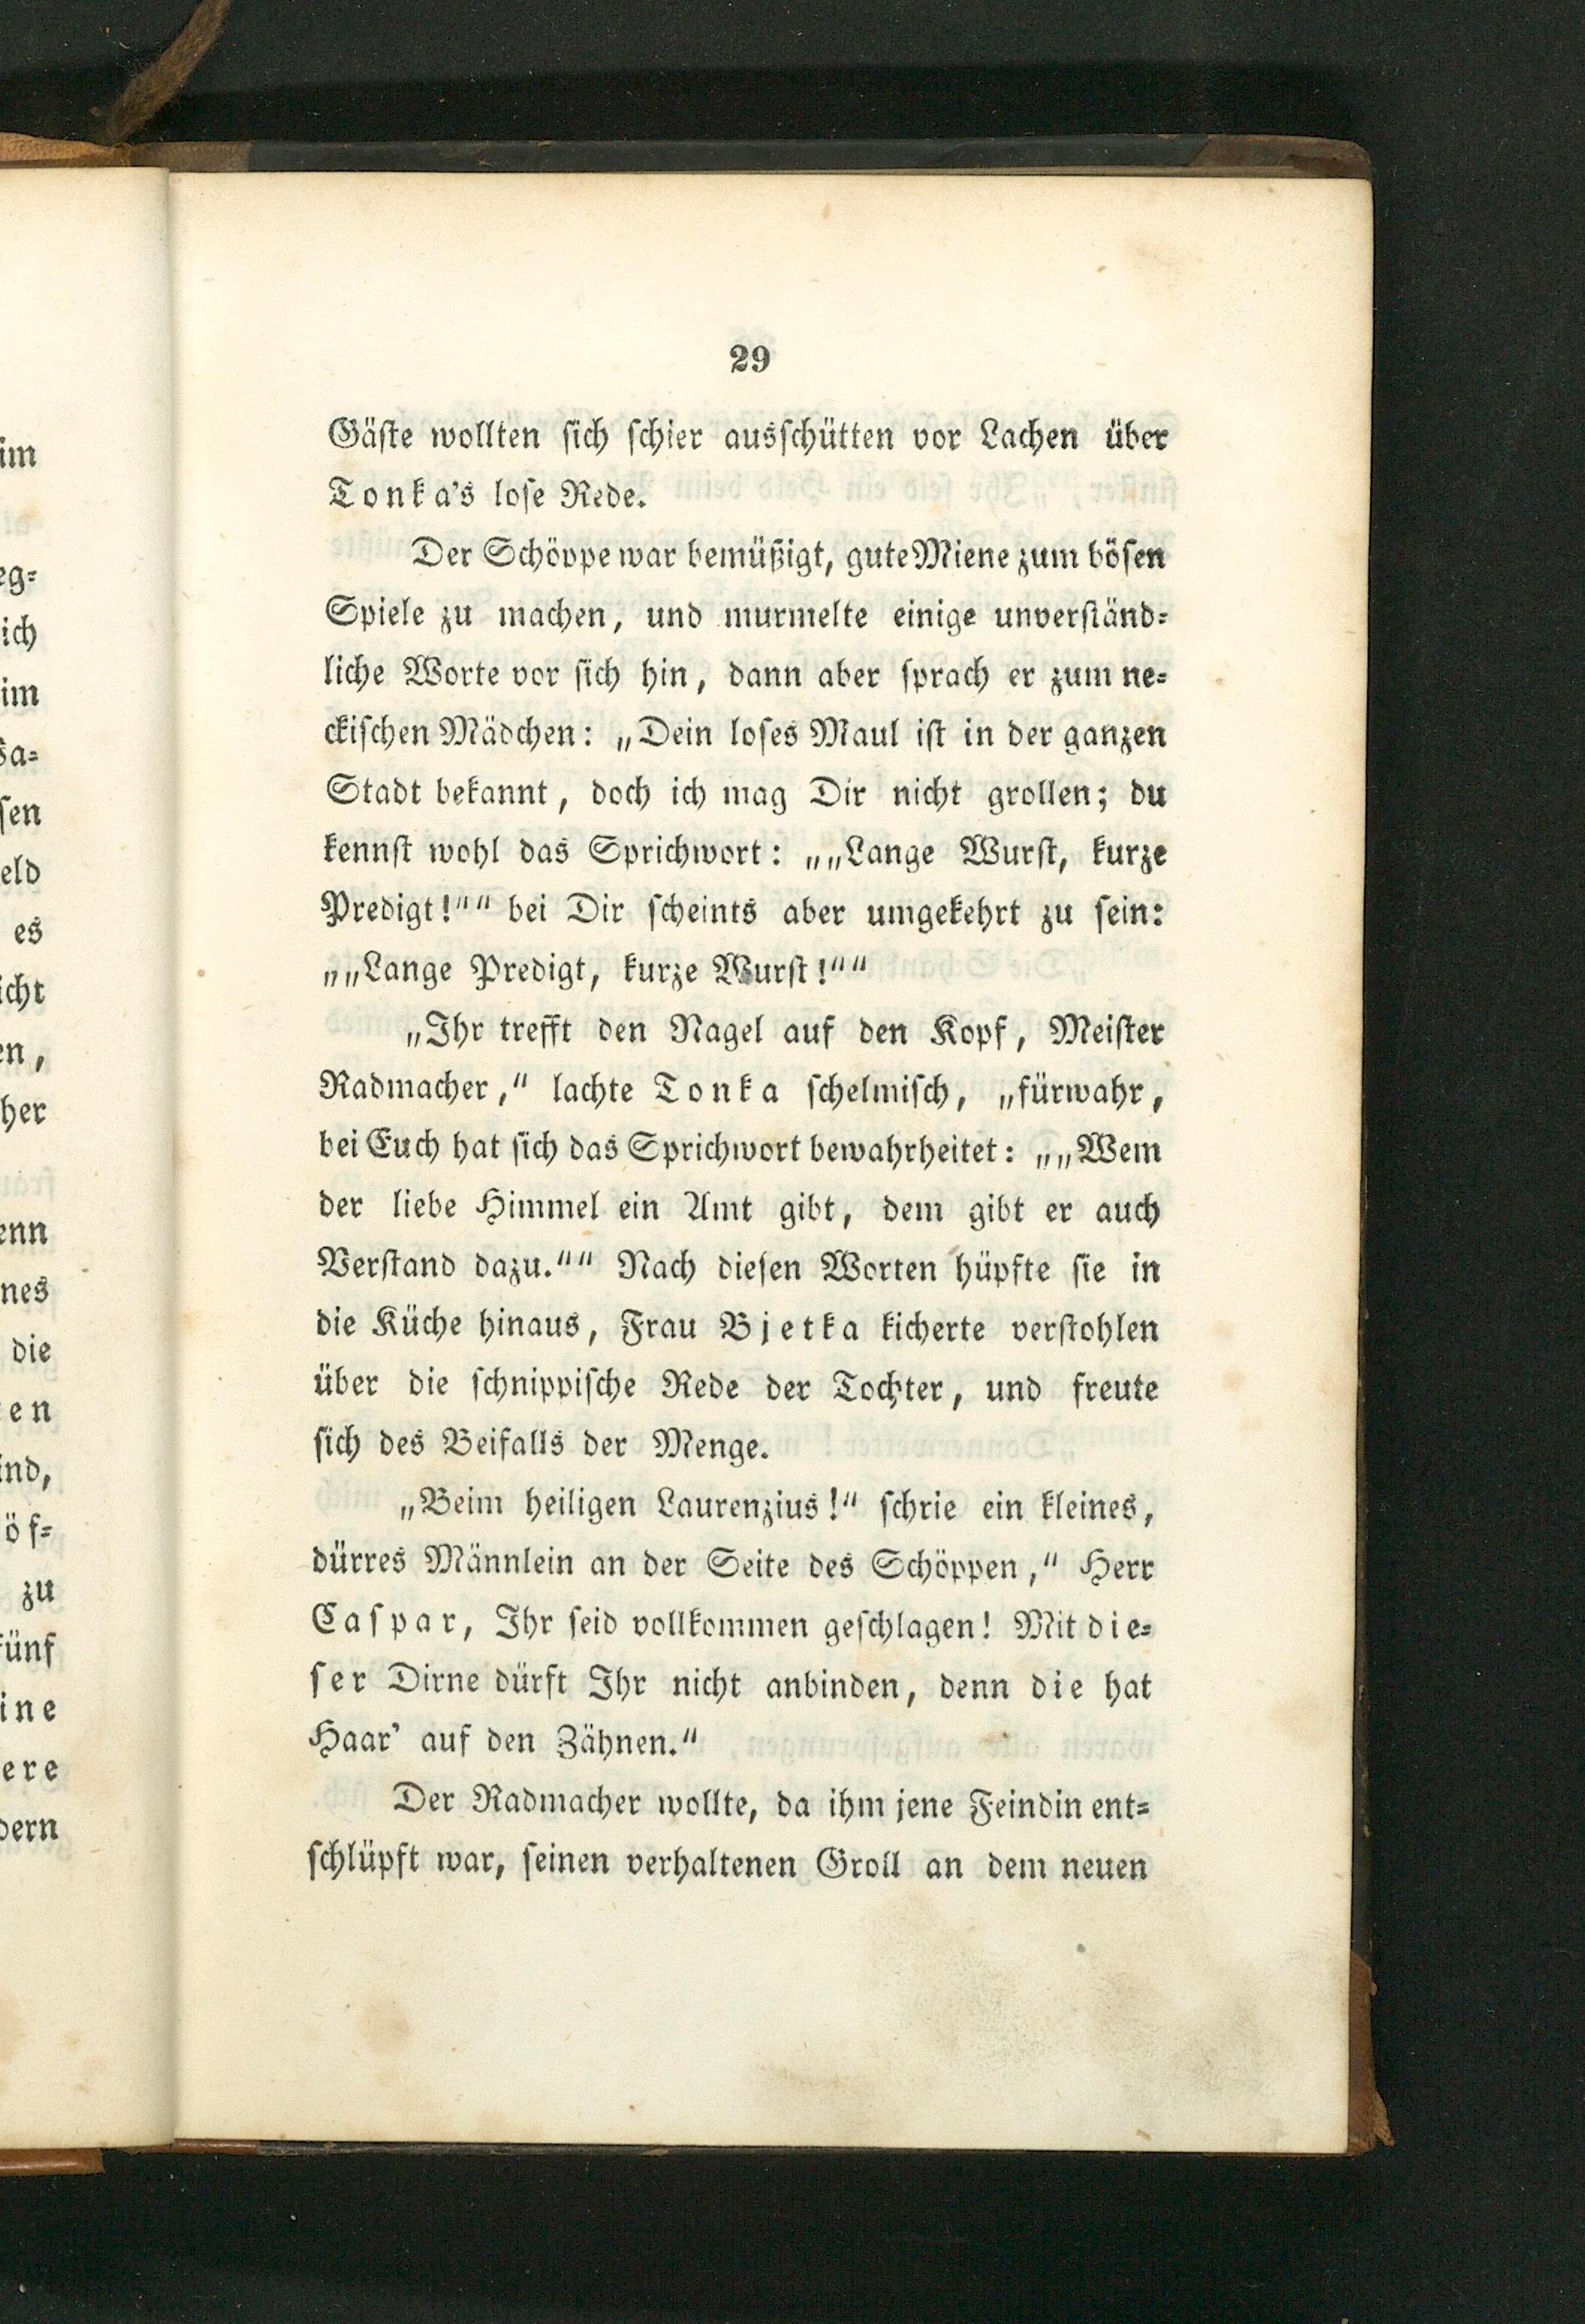 29
Gäste wollten sich schier ausschütten vor Lachen über
Tonka's lose Rede.
Der Schöppe war bemüßigt, gute Miene zum bösen
Spiele zu machen, und murmelte einige unverständ-
liche Worte vor sich hin, dann aber sprach er zum ne-
ckischen Mädchen: „Dein loses Maul ist in der ganzen
Stadt bekannt, doch ich mag Dir nicht grollen; du
kennst wohl das Sprichwort: „„Lange Wurst, kurze
Predigt!““ bei Dir scheints aber umgekehrt zu sein:
„„Lange Predigt, kurze Wurst!““
„Ihr trefft den Nagel auf den Kopf, Meister
Radmacher,“ lachte Tonka schelmisch, „fürwahr,
bei Euch hat sich das Sprichwort bewahrheitet: „„Wem
der liebe Himmel ein Amt gibt, dem gibt er auch
Verstand dazu.““ Nach diesen Worten hüpfte sie in
die Küche hinaus, Frau Bjetka kicherte verstohlen
über die schnippische Rede der Tochter, und freute
sich des Beifalls der Menge.
„Beim heiligen Laurenzius!“ schrie ein kleines,
dürres Männlein an der Seite des Schöppen,“ Herr
Caspar, Ihr seid vollkommen geschlagen! Mit die-
ser Dirne dürft Ihr nicht anbinden, denn die hat
Haar' auf den Zähnen.“
Der Radmacher wollte, da ihm jene Feindin ent-
schlüpft war, seinen verhaltenen Groll an dem neuen